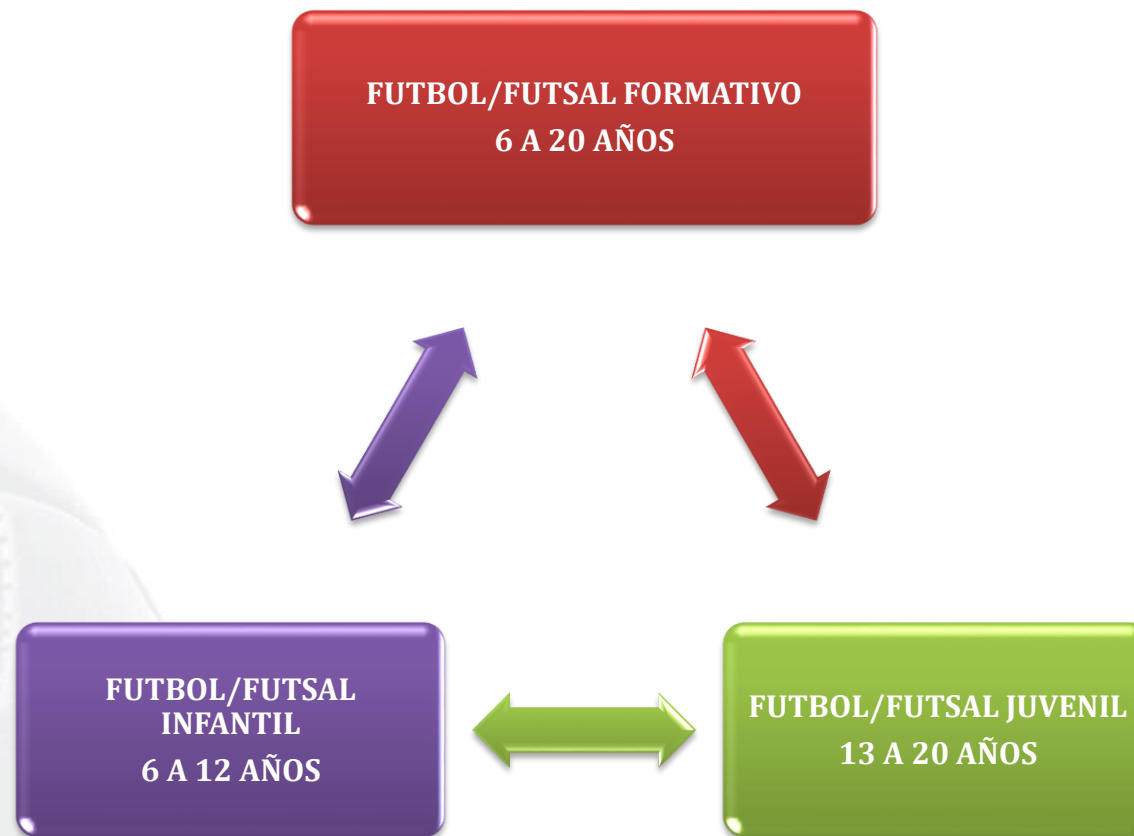 FUTBOL/FUTSAL FORMATIVO
6 A 20 AÑOS
FUTBOL/FUTSAL
INFANTIL
6 A 12 AÑOS
FUTBOL/FUTSAL JUVENIL
13 A 20 AÑOS